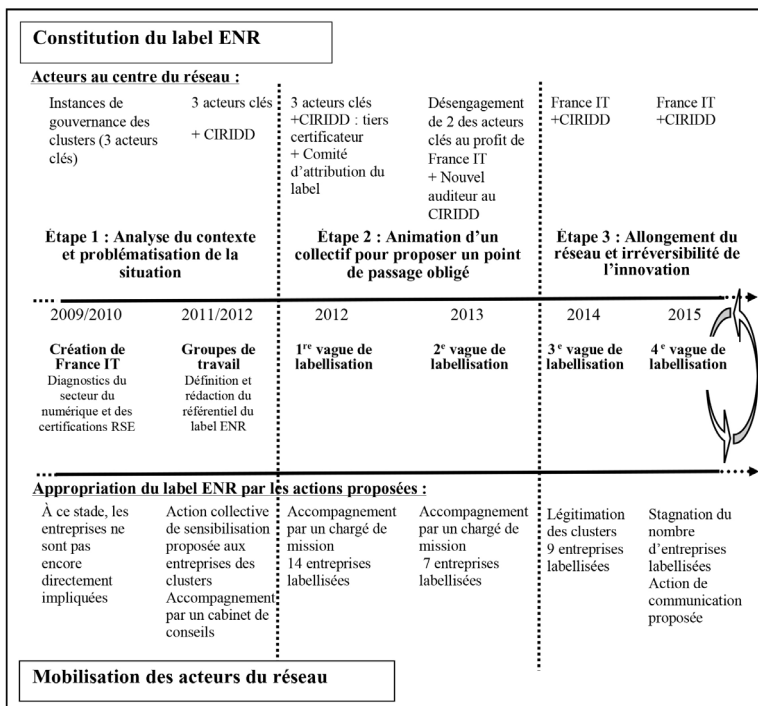 Constitution du label ENR
Acteurs au centre du réseau :
Instances de
gouvernance des
clusters (3 acteurs
clés)
3 acteurs clés
+ CIRIDD
3 acteurs clés
+CIRIDD : tiers
certificateur
+ Comité
d’attribution du
label
Désengagement
de 2 des acteurs
clés au profit de
France IT
+ Nouvel
auditeur au
CIRIDD
France IT
+CIRIDD
France IT
+CIRIDD
Étape 1 : Analyse du contexte
et problématisation de la
situation
Étape 2 : Animation d’un
collectif pour proposer un point
de passage obligé
Étape 3 : Allongement du
réseau et irréversibilité de
l’innovation
2009/2010
2011/2012
2012
2013
2014
2015
Création de
France IT
Diagnostics du
secteur du
numérique et des
certifications RSE
Groupes de
travail
Définition et
rédaction du
référentiel du
label ENR
1re vague de
labellisation
2e vague de
labellisation
3e vague de
labellisation
4e vague de
labellisation
Appropriation du label ENR par les actions proposées :
À ce stade, les
entreprises ne
sont pas
encore
directement
impliquées
Action collective
de sensibilisation
proposée aux
entreprises des
clusters
Accompagnement
par un cabinet de
conseils
Accompagnement
par un chargé de
mission
14 entreprises
labellisées
Accompagnement
par un chargé de
mission
7 entreprises
labellisées
Légitimation
des clusters
9 entreprises
labellisées
Stagnation du
nombre
d’entreprises
labellisées
Action de
communication
proposée
Mobilisation des acteurs du réseau